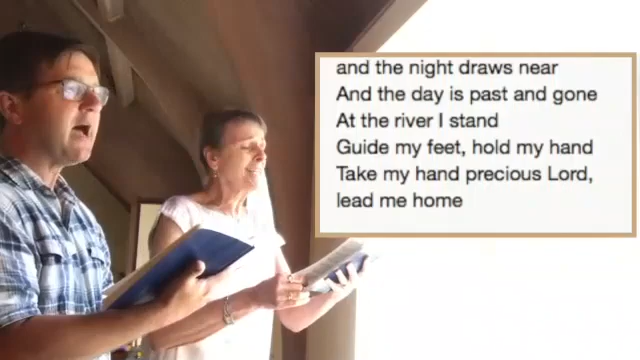 and the night draws near
And the day is past and gone
At the river I stand
Guide my feet, hold my hand
Take my hand precious Lord,
lead me home